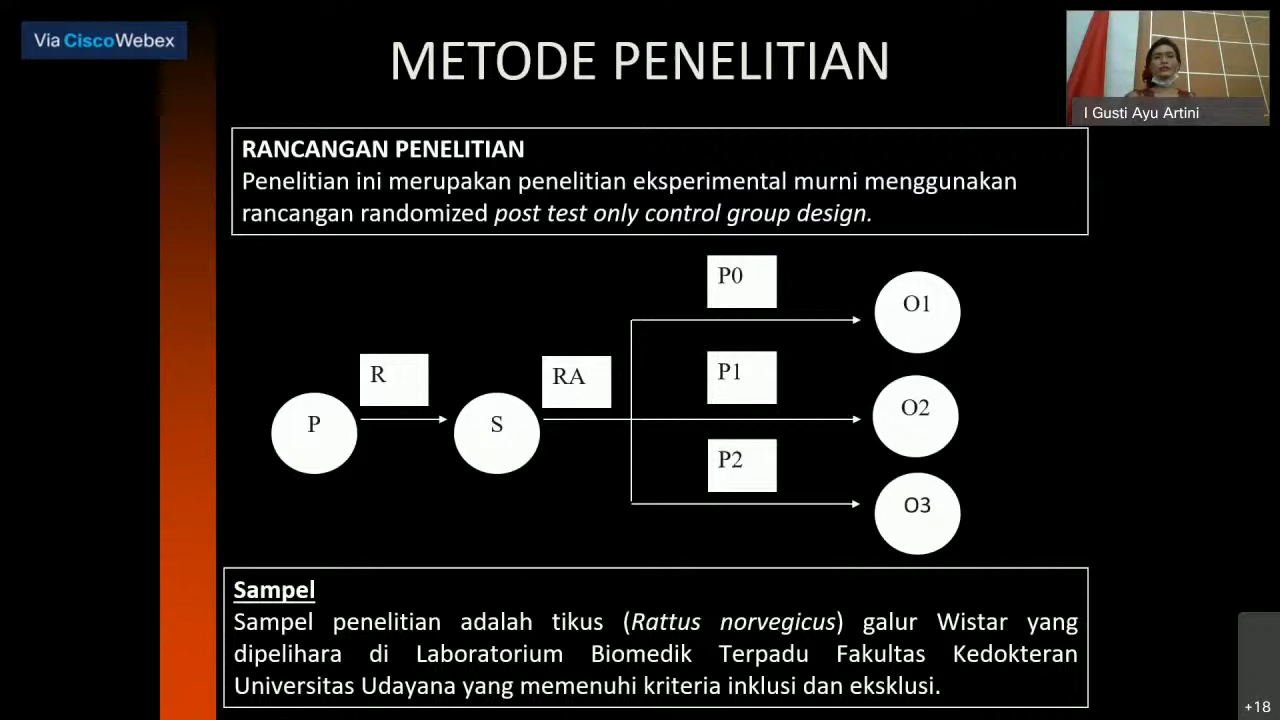 Via CiscoWebex
METODE PENELITIAN
I Gusti Ayu Artini
RANCANGAN PENELITIAN
Penelitian ini merupakan penelitian eksperimental murni menggunakan
rancangan randomized post test only control group design.
P0
O1
R
RA
P1
O2
P
S
P2
O3
Sampel
Sampel penelitian adalah tikus (Rattus norvegicus) galur Wistar yang
dipelihara di Laboratorium Biomedik Terpadu Fakultas Kedokteran
Universitas Udayana yang memenuhi kriteria inklusi dan eksklusi.
+18